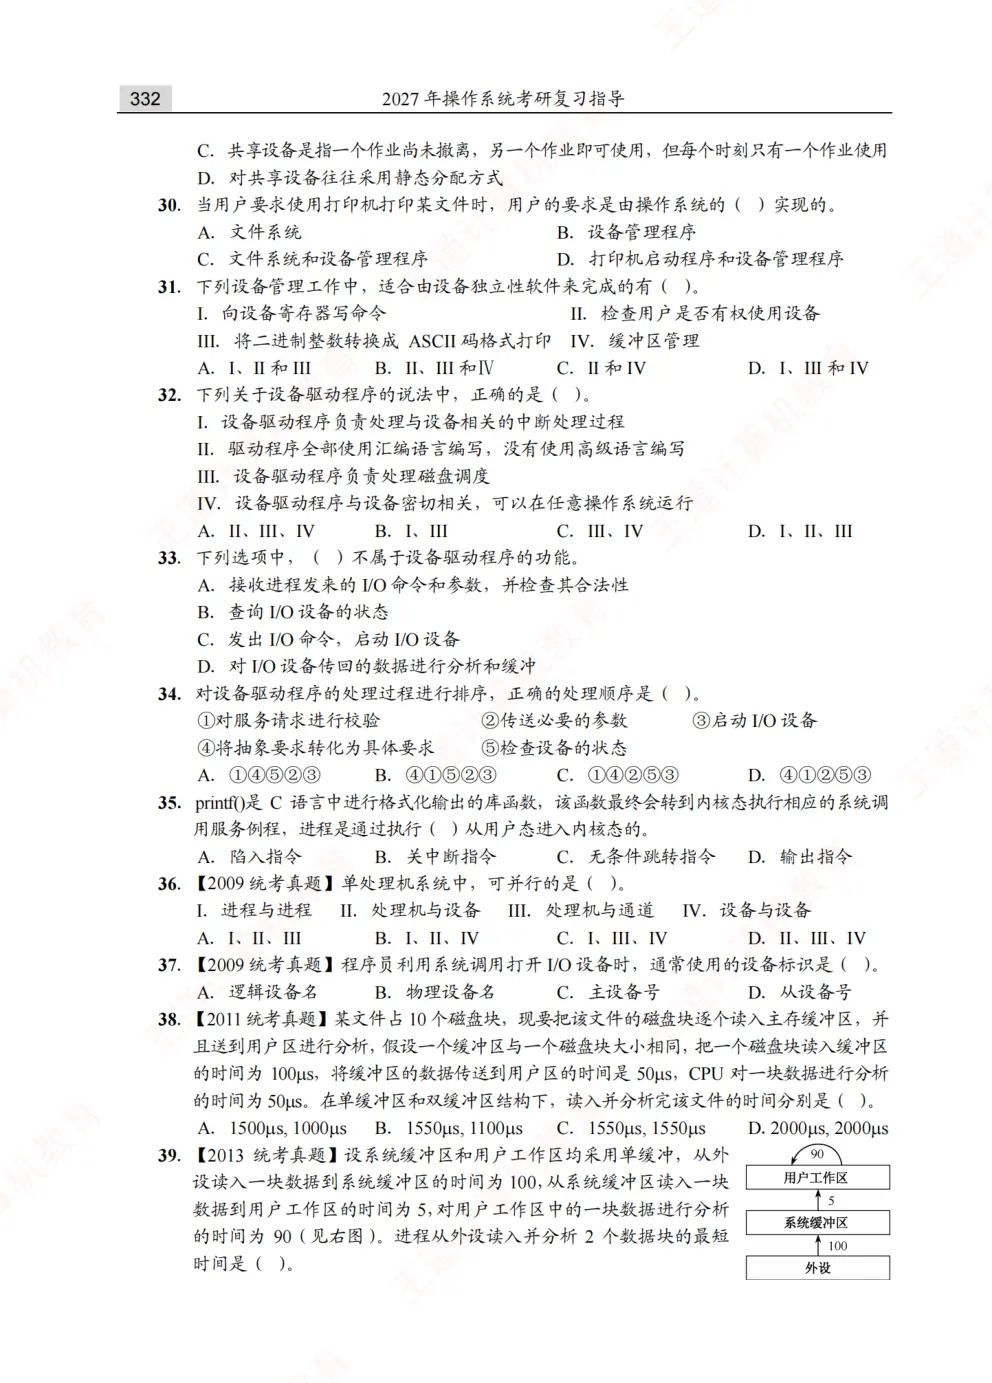 332 2027 年操作系统考研复习指导
C. 共享设备是指一个作业尚未撤离，另一个作业即可使用，但每个时刻只有一个作业使用
D. 对共享设备往往采用静态分配方式
30. 当用户要求使用打印机打印某文件时，用户的要求是由操作系统的（ ）实现的。
A. 文件系统 B. 设备管理程序
C. 文件系统和设备管理程序 D. 打印机启动程序和设备管理程序
31. 下列设备管理工作中，适合由设备独立性软件来完成的有（ ）。
I. 向设备寄存器写命令 II. 检查用户是否有权使用设备
III. 将二进制整数转换成 ASCII 码格式打印 IV. 缓冲区管理
A. I、II 和 III B. II、III 和Ⅳ C. II 和 IV D. I、III 和 IV
32. 下列关于设备驱动程序的说法中，正确的是（ ）。
I. 设备驱动程序负责处理与设备相关的中断处理过程
II. 驱动程序全部使用汇编语言编写，没有使用高级语言编写
III. 设备驱动程序负责处理磁盘调度
IV. 设备驱动程序与设备密切相关，可以在任意操作系统运行
A. II、III、IV B. I、III C. III、IV D. I、II、III
33. 下列选项中，（ ）不属于设备驱动程序的功能。
A. 接收进程发来的 I/O 命令和参数，并检查其合法性
B. 查询 I/O 设备的状态
C. 发出 I/O 命令，启动 I/O 设备
D. 对 I/O 设备传回的数据进行分析和缓冲
34. 对设备驱动程序的处理过程进行排序，正确的处理顺序是（ ）。
①对服务请求进行校验 ②传送必要的参数 ③启动 I/O 设备
④将抽象要求转化为具体要求 ⑤检查设备的状态
A. ①④⑤②③ B. ④①⑤②③ C. ①④②⑤③ D. ④①②⑤③
35. printf()是 C 语言中进行格式化输出的库函数，该函数最终会转到内核态执行相应的系统调
用服务例程，进程是通过执行（ ）从用户态进入内核态的。
A. 陷入指令 B. 关中断指令 C. 无条件跳转指令 D. 输出指令
36. 【2009 统考真题】单处理机系统中，可并行的是（ ）。
I. 进程与进程 II. 处理机与设备 III. 处理机与通道 IV. 设备与设备
A. I、II、III B. I、II、IV C. I、III、IV D. II、III、IV
37. 【2009 统考真题】程序员利用系统调用打开 I/O 设备时，通常使用的设备标识是（ ）。
A. 逻辑设备名 B. 物理设备名 C. 主设备号 D. 从设备号
38. 【2011 统考真题】某文件占 10 个磁盘块，现要把该文件的磁盘块逐个读入主存缓冲区，并
且送到用户区进行分析，假设一个缓冲区与一个磁盘块大小相同，把一个磁盘块读入缓冲区
的时间为 100μs，将缓冲区的数据传送到用户区的时间是 50μs，CPU 对一块数据进行分析
的时间为 50μs。在单缓冲区和双缓冲区结构下，读入并分析完该文件的时间分别是（ ）。
A. 1500μs, 1000μs B. 1550μs, 1100μs C. 1550μs, 1550μs D. 2000μs, 2000μs
39. 【2013 统考真题】设系统缓冲区和用户工作区均采用单缓冲，从外
设读入一块数据到系统缓冲区的时间为 100，从系统缓冲区读入一块
数据到用户工作区的时间为 5，对用户工作区中的一块数据进行分析
的时间为 90（见右图）。进程从外设读入并分析 2 个数据块的最短
时间是（ ）。
90
用户工作区
5
系统缓冲区
100
外设
王道计算机教育